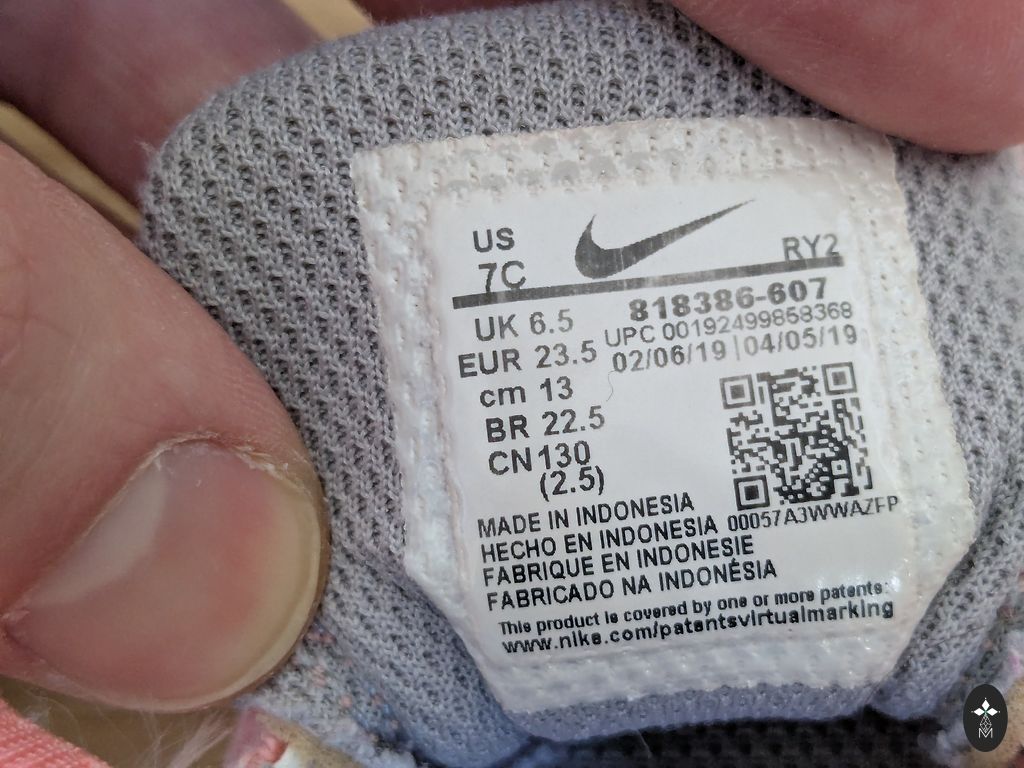 US
7C
RY2
UK 6.5
818386-607
EUR 23.5
UPC 00192499858368
cm 13
02/06/19 | 04/05/19
BR 22.5
CN 130
(2.5)
MADE IN INDONESIA
00057A3WWAZFP
HECHO EN INDONESIA
FABRIQUE EN INDONESIE
FABRICADO NA INDONÉSIA
This product is covered by one or more patents:
www.nike.com/patentsvirtualmarking
M